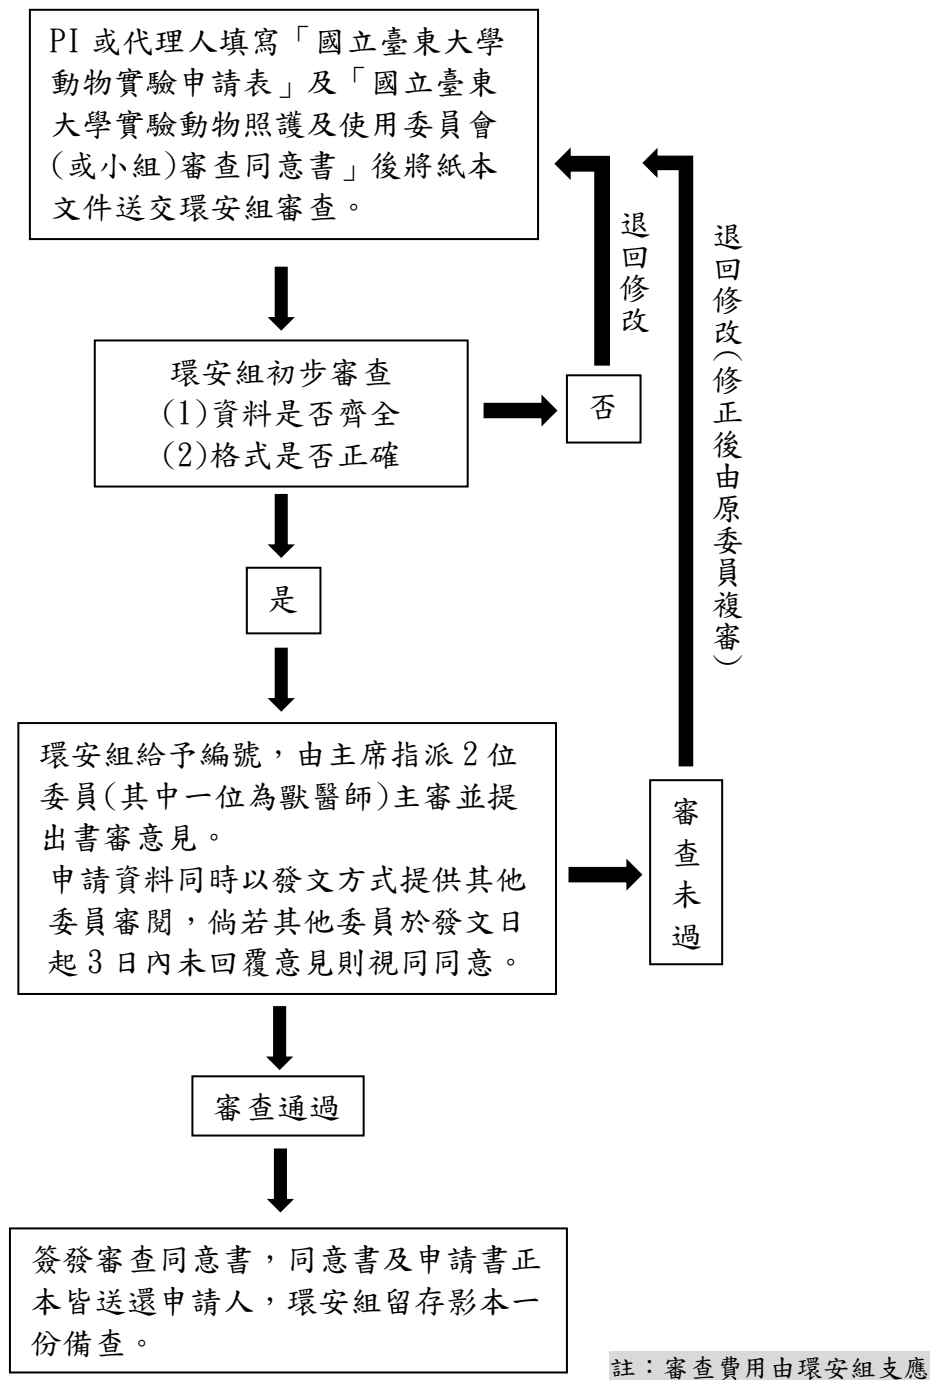 PI 或代理人填寫「國立臺東大學
動物實驗申請表」及「國立臺東
大學實驗動物照護及使用委員會
(或小組)審查同意書」後將紙本
文件送交環安組審查。
退回修改
退回修改(修正後由原委員複審)
環安組初步審查
(1)資料是否齊全
(2)格式是否正確
否
是
環安組給予編號，由主席指派 2 位
委員(其中一位為獸醫師)主審並提
出書審意見。
申請資料同時以發文方式提供其他
委員審閱，倘若其他委員於發文日
起 3 日內未回覆意見則視同同意。
審查未過
審查通過
簽發審查同意書，同意書及申請書正
本皆送還申請人，環安組留存影本一
份備查。
註：審查費用由環安組支應